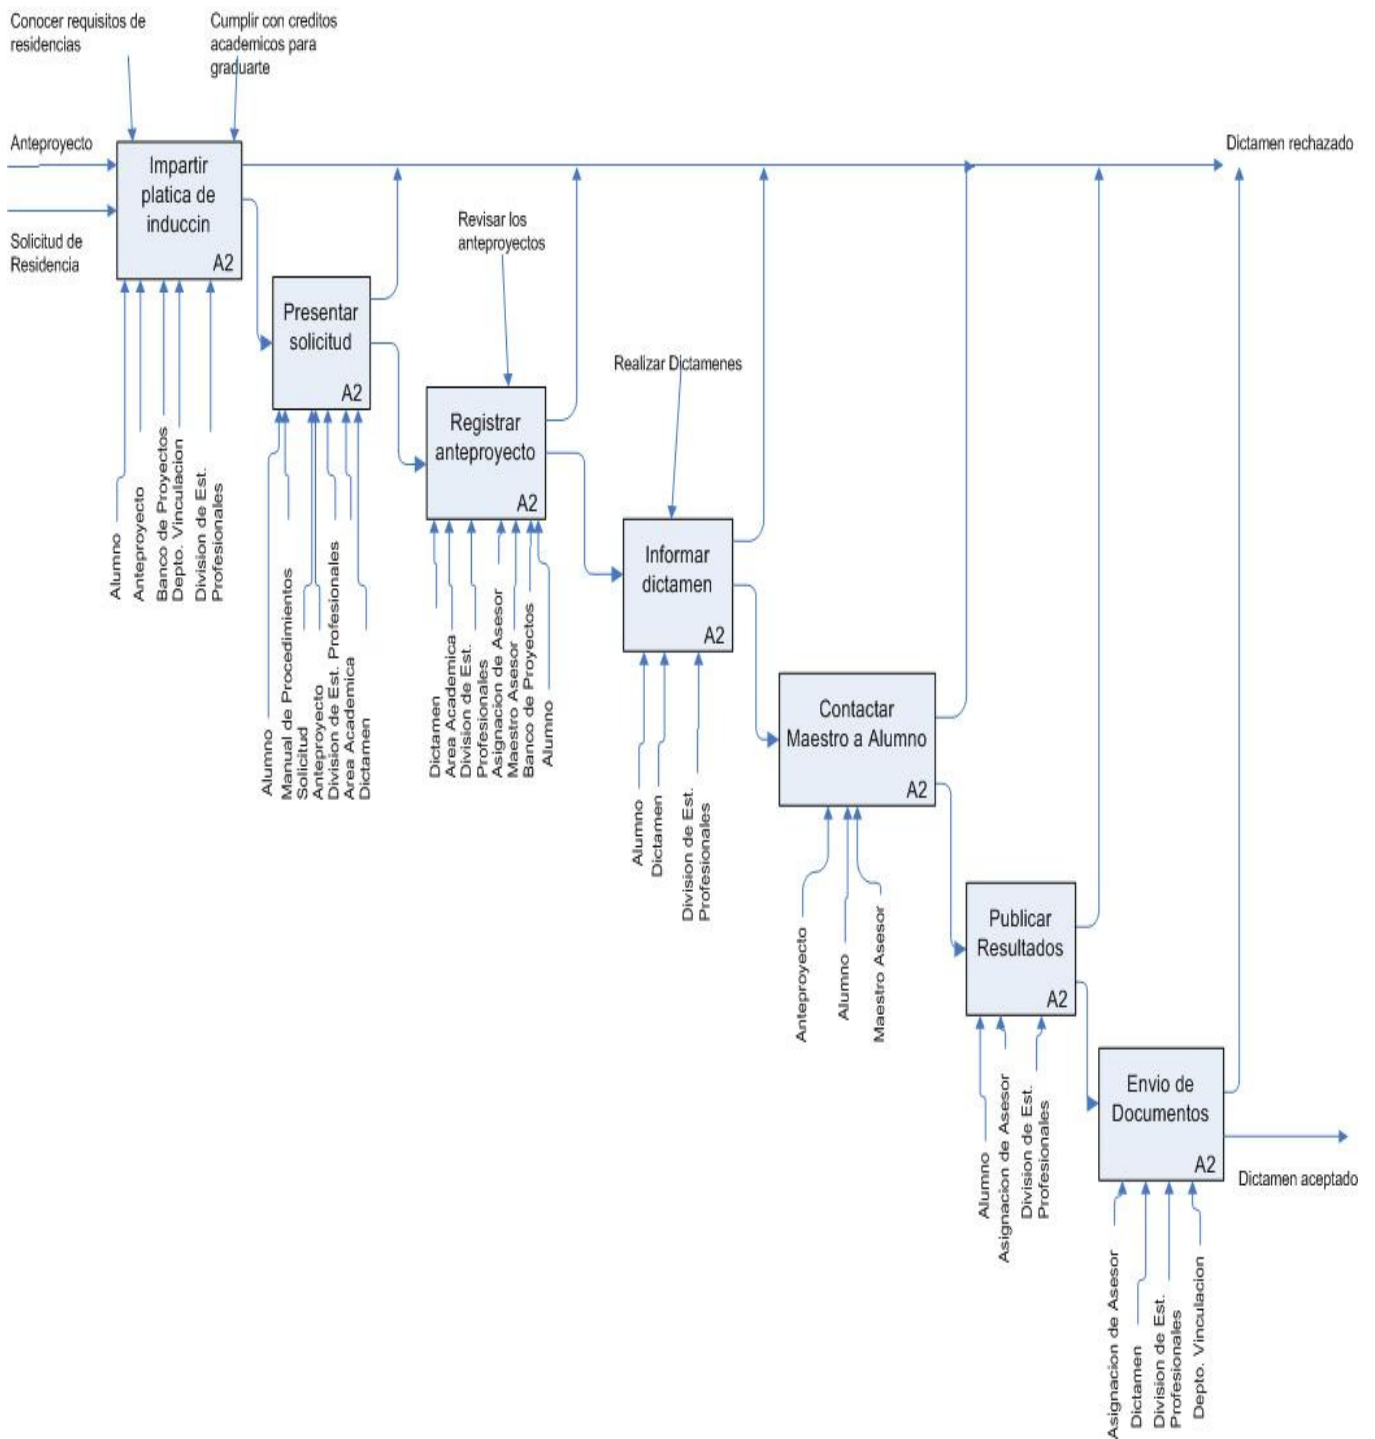 Conocer requisitos de
residencias
Cumplir con creditos
academicos para
graduarte
Anteproyecto
Solicitud de
Residencia
Impartir
platica de
induccin
A2
Dictamen rechazado
Alumno
Anteproyecto
Banco de Proyectos
Depto. Vinculacion
Division de Est.
Profesionales
Presentar
solicitud
A2
Alumno
Manual de Procedimientos
Solicitud
Anteproyecto
Division de Est. Profesionales
Area Academica
Dictamen
Revisar los
anteproyectos
Registrar
anteproyecto
A2
Dictamen
Area Academica
Division de Est.
Profesionales
Asignacion de Asesor
Maestro Asesor
Banco de Proyectos
Alumno
Realizar Dictamenes
Informar
dictamen
A2
Alumno
Dictamen
Division de Est.
Profesionales
Contactar
Maestro a Alumno
A2
Anteproyecto
Alumno
Maestro Asesor
Publicar
Resultados
A2
Alumno
Asignacion de Asesor
Division de Est.
Profesionales
Envio de
Documentos
A2
Dictamen aceptado
Asignacion de Asesor
Dictamen
Division de Est.
Profesionales
Depto. Vinculacion